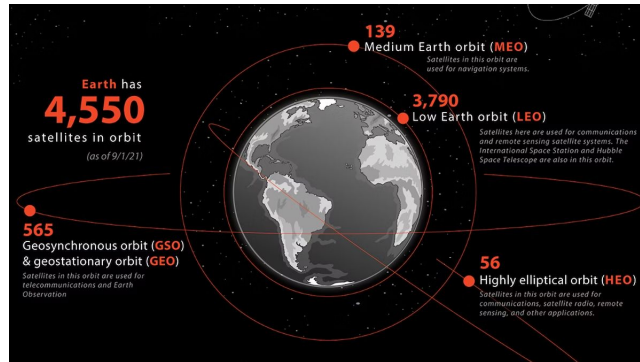 139
Medium Earth orbit (MEO)
Satellites in this orbit are
used for navigation systems.
Earth has
4,550
satellites in orbit
(as of 9/1/21)
3,790
Low Earth orbit (LEO)
Satellites here are used for communications
and remote sensing satellite systems. The
International Space Station and Hubble
Space Telescope are also in this orbit.
565
Geosynchronous orbit (GSO)
& geostationary orbit (GEO)
Satellites in this orbit are used for
telecommunications and Earth
Observation
56
Highly elliptical orbit (HEO)
Satellites in this orbit are used for
communications, satellite radio, remote
sensing, and other applications.